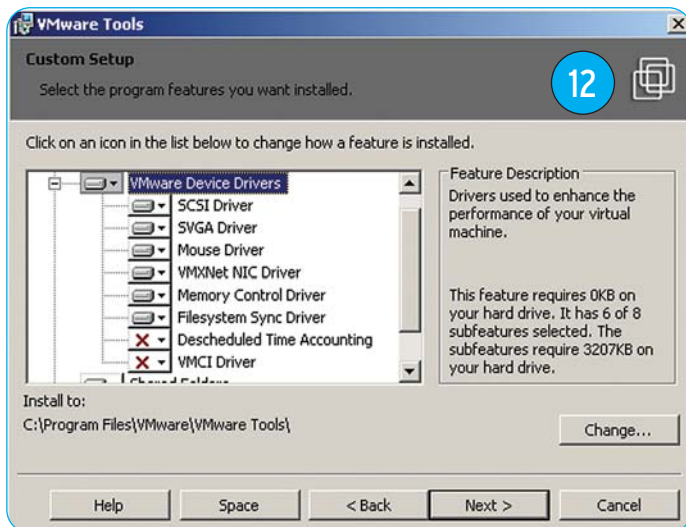 VMware Tools
Custom Setup
Select the program features you want installed.
12
Click on an icon in the list below to change how a feature is installed.
VMware Device Drivers
SCSI Driver
SVGA Driver
Mouse Driver
VMXNet NIC Driver
Memory Control Driver
Filesystem Sync Driver
Descheduled Time Accounting
VMCI Driver
Shared Folders
Feature Description
Drivers used to enhance the
performance of your virtual
machine.
This feature requires 0KB on
your hard drive. It has 6 of 8
subfeatures selected. The
subfeatures require 3207KB on
your hard drive.
Install to:
C:\Program Files\VMware\VMware Tools\
Change...
Help
Space
< Back
Next >
Cancel